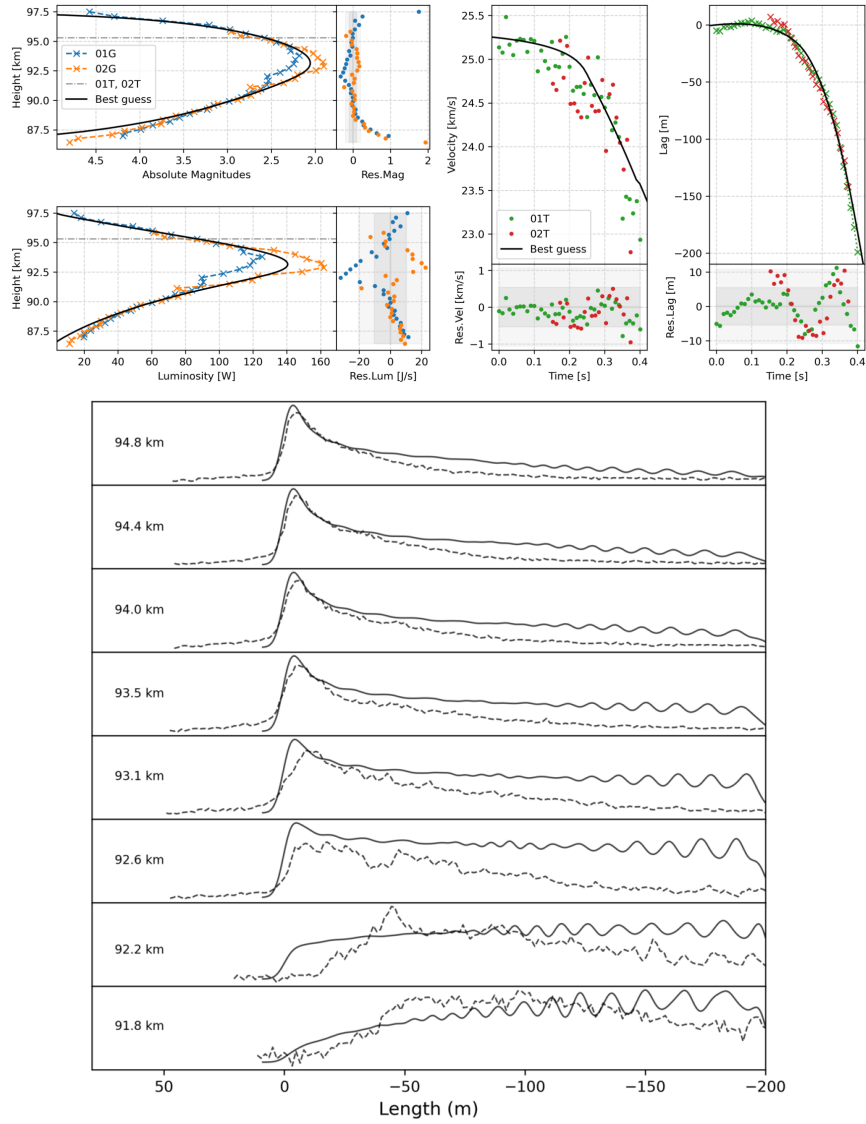 97.5
95.0
92.5
90.0
87.5
Height [km]
01G
02G
01T, 02T
Best guess
4.5 4.0 3.5 3.0 2.5 2.0
Absolute Magnitudes
0 2
Res.Mag
97.5
95.0
92.5
90.0
87.5
Height [km]
20 40 60 80 100 120 140 160
Luminosity [W]
−20 0 20
Res.Lum [J/s]
25.5
25.0
24.5
24.0
23.5
23.0
Velocity [km/s]
01T
02T
Best guess
1
0
−1
Res.Vel [km/s]
0.0 0.1 0.2 0.3 0.4
Time [s]
0
−50
−100
−150
−200
Lag [m]
10
0
−10
Res.Lag [m]
0.0 0.1 0.2 0.3 0.4
Time [s]
94.8 km
94.4 km
94.0 km
93.5 km
93.1 km
92.6 km
92.2 km
91.8 km
50 0 −50 −100 −150 −200
Length (m)